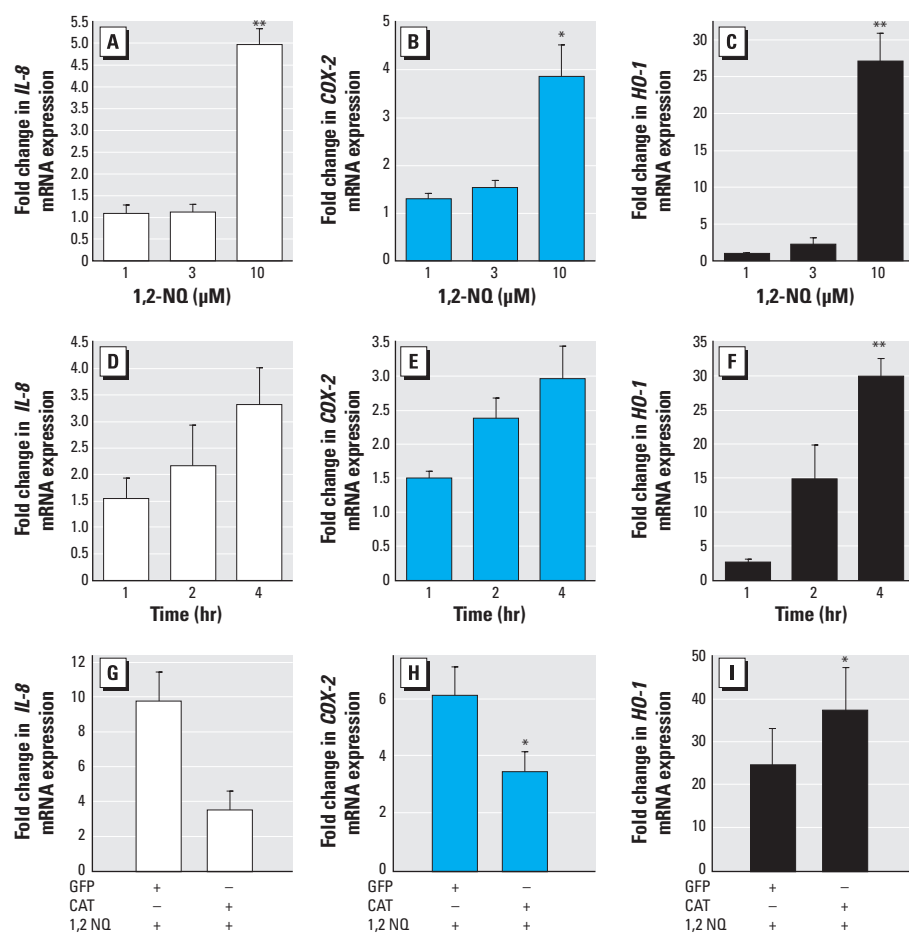 A
Fold change in IL-8
mRNA expression
5.5
5.0
4.5
4.0
3.5
3.0
2.5
2.0
1.5
1.0
0.5
0
**
1 3 10
1,2-NQ (µM)
B
Fold change in COX-2
mRNA expression
5
4
3
2
1
0
*
1 3 10
1,2-NQ (µM)
C
Fold change in HO-1
mRNA expression
30
25
20
15
10
5
0
**
1 3 10
1,2-NQ (µM)
D
Fold change in IL-8
mRNA expression
4.5
4.0
3.5
3.0
2.5
2.0
1.5
1.0
0.5
0
1 2 4
Time (hr)
E
Fold change in COX-2
mRNA expression
3.5
3.0
2.5
2.0
1.5
1.0
0.5
0
1 2 4
Time (hr)
F
Fold change in HO-1
mRNA expression
35
30
25
20
15
10
5
0
**
1 2 4
Time (hr)
G
Fold change in IL-8
mRNA expression
12
10
8
6
4
2
0
GFP + –
CAT – +
1,2 NQ + +
H
Fold change in COX-2
mRNA expression
6
4
2
0
*
GFP + –
CAT – +
1,2 NQ + +
I
Fold change in HO-1
mRNA expression
50
40
30
20
10
0
*
GFP + –
CAT – +
1,2 NQ + +